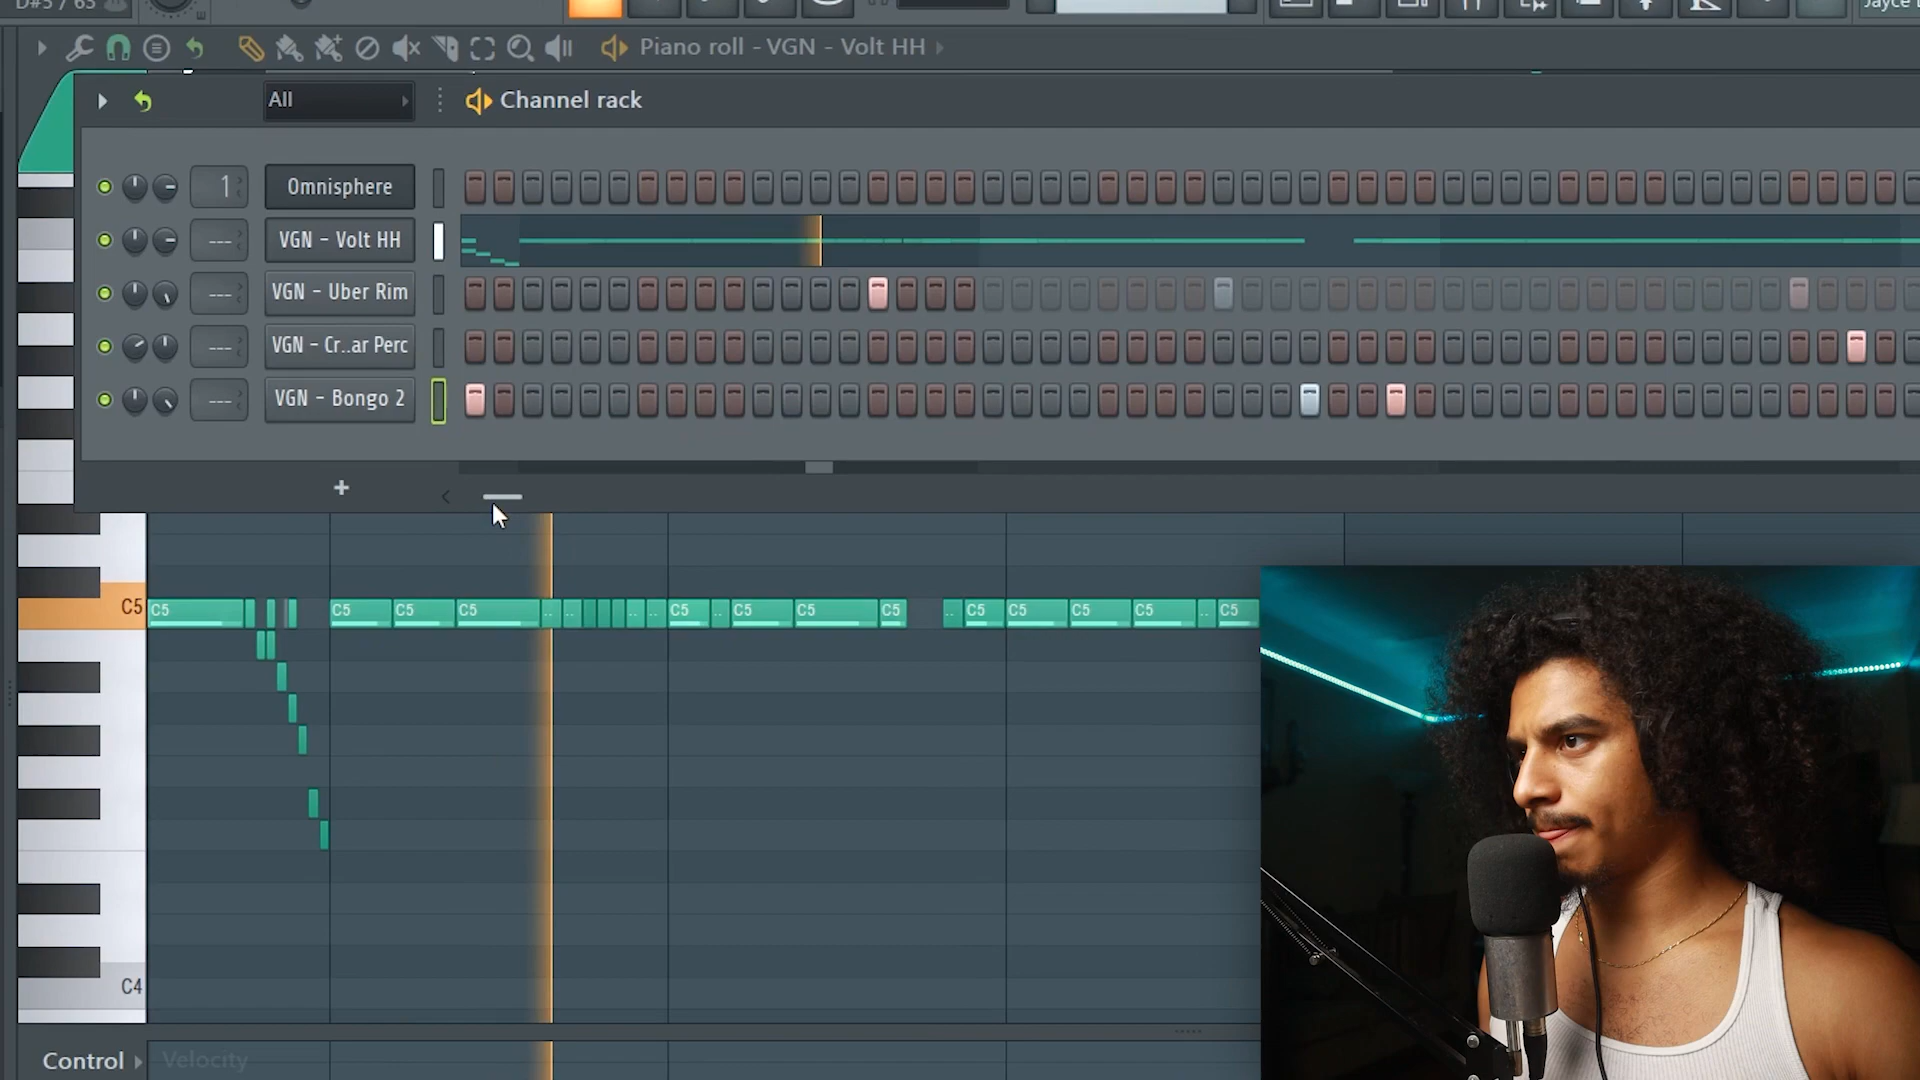 D#5 / 63
Piano roll - VGN - Volt HH
All
Channel rack
1
Omnisphere
---
VGN - Volt HH
---
VGN - Uber Rim
---
VGN - Cr..ar Perc
---
VGN - Bongo 2
+
C5
C5 C5 C5 C5 .. .. .. .. C5 .. C5 C5 C5 .. C5 C5 C5 C5 .. C5
C4
Control
Velocity